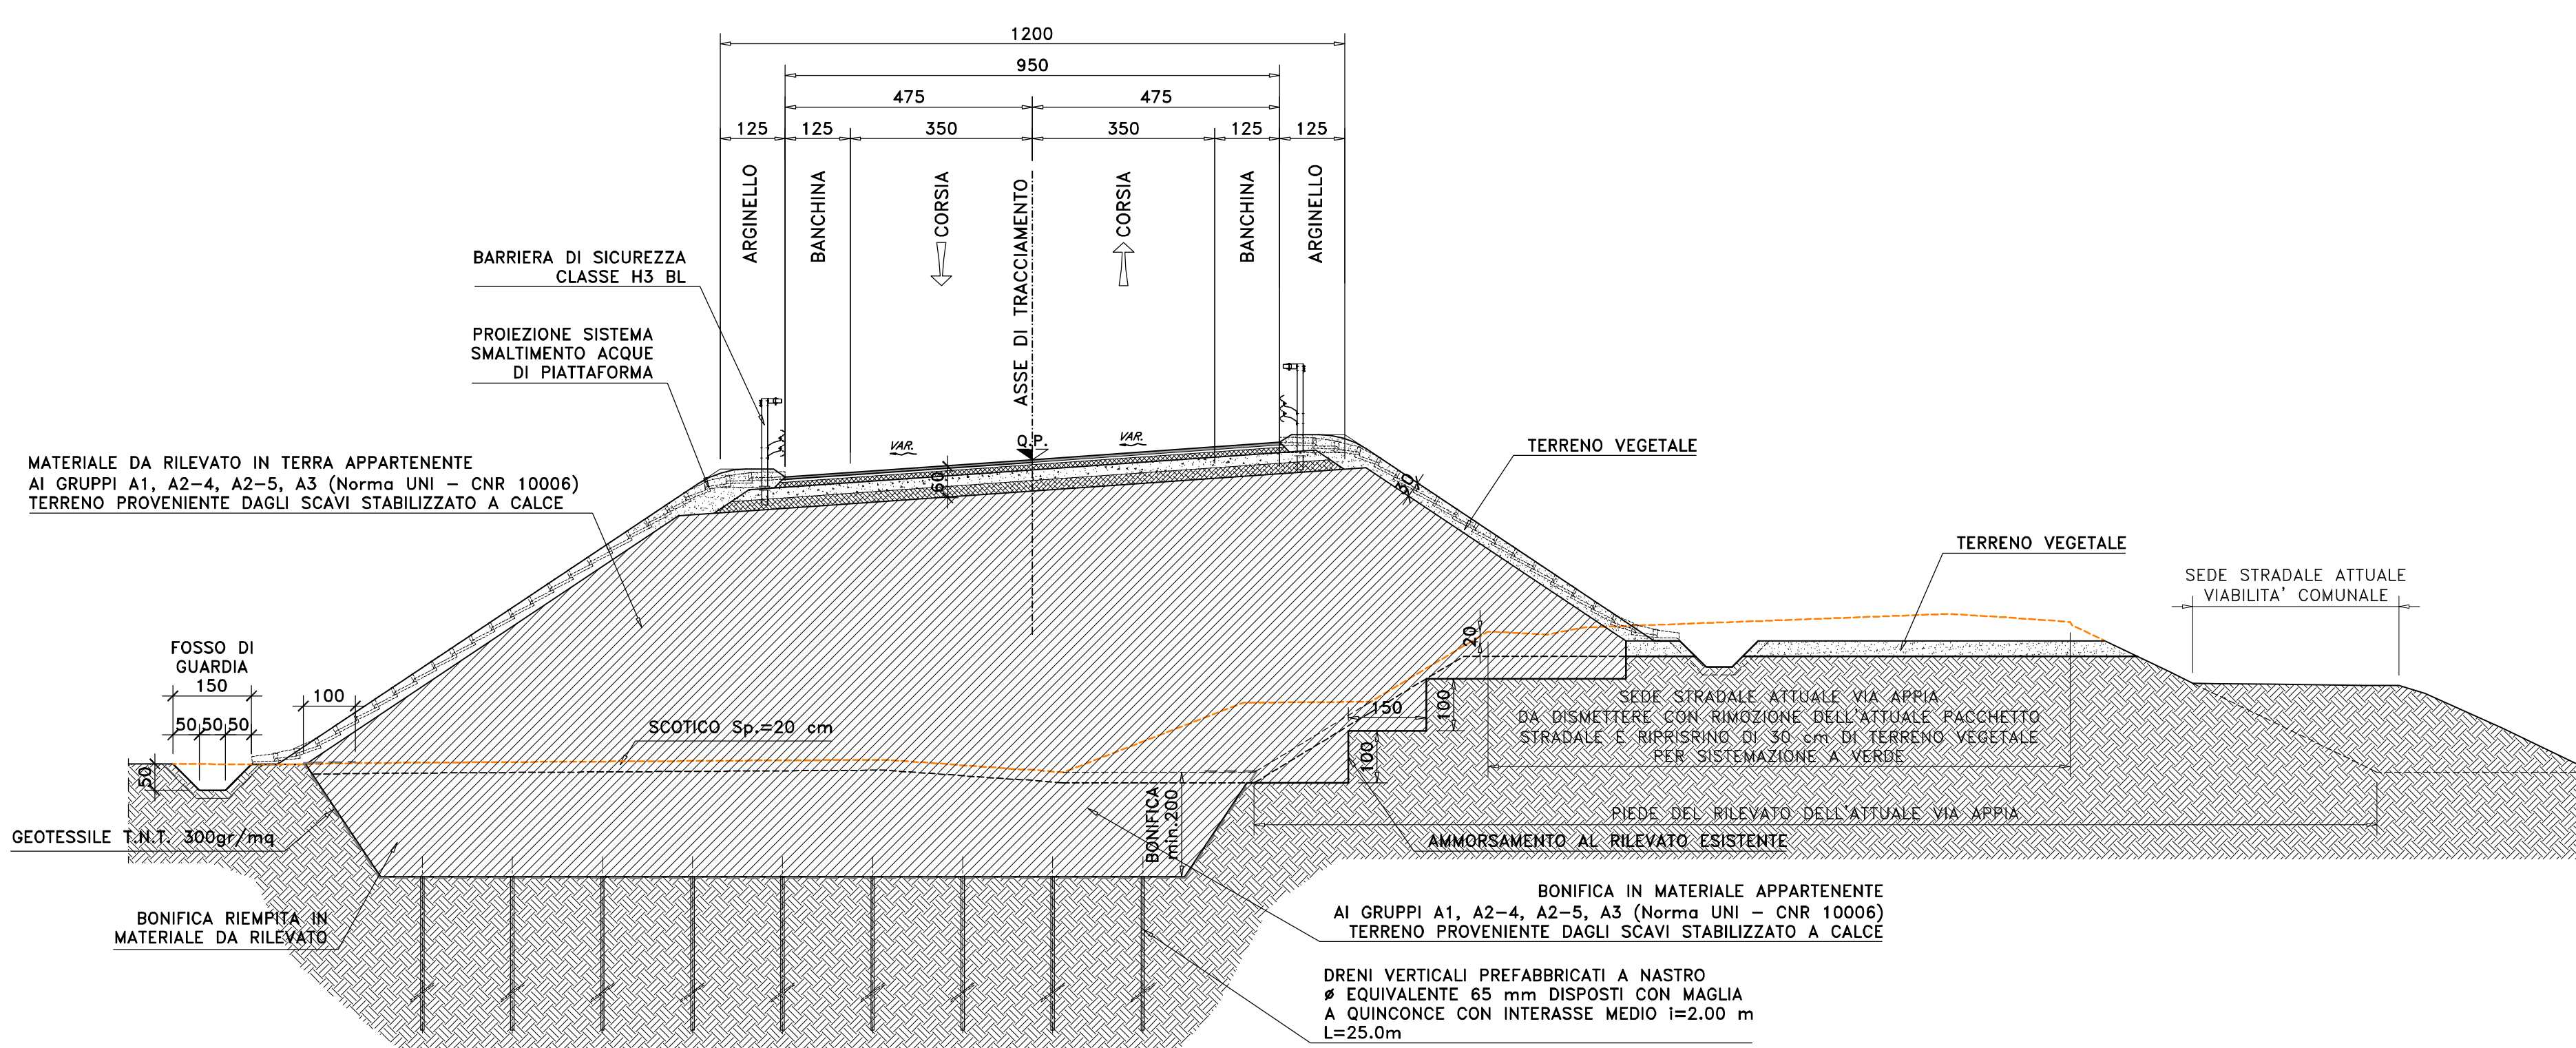 1200
950
475
475
125
125
350
350
125
125
ARGINELLO
BANCHINA
CORSIA
ASSE DI TRACCIAMENTO
CORSIA
BANCHINA
ARGINELLO
BARRIERA DI SICUREZZA
CLASSE H3 BL
PROIEZIONE SISTEMA
SMALTIMENTO ACQUE
DI PIATTAFORMA
VAR.
Q.P.
VAR.
60
30
MATERIALE DA RILEVATO IN TERRA APPARTENENTE
AI GRUPPI A1, A2-4, A2-5, A3 (Norma UNI - CNR 10006)
TERRENO PROVENIENTE DAGLI SCAVI STABILIZZATO A CALCE
TERRENO VEGETALE
TERRENO VEGETALE
SEDE STRADALE ATTUALE
VIABILITA' COMUNALE
FOSSO DI
GUARDIA
150
50
50
50
50
100
SCOTICO Sp.=20 cm
20
150
100
100
SEDE STRADALE ATTUALE VIA APPIA
DA DISMETTERE CON RIMOZIONE DELL'ATTUALE PACCHETTO
STRADALE E RIPRISRINO DI 30 cm DI TERRENO VEGETALE
PER SISTEMAZIONE A VERDE
PIEDE DEL RILEVATO DELL'ATTUALE VIA APPIA
BONIFICA
min.200
GEOTESSILE T.N.T. 300gr/mq
AMMORSAMENTO AL RILEVATO ESISTENTE
BONIFICA RIEMPITA IN
MATERIALE DA RILEVATO
BONIFICA IN MATERIALE APPARTENENTE
AI GRUPPI A1, A2-4, A2-5, A3 (Norma UNI - CNR 10006)
TERRENO PROVENIENTE DAGLI SCAVI STABILIZZATO A CALCE
DRENI VERTICALI PREFABBRICATI A NASTRO
ø EQUIVALENTE 65 mm DISPOSTI CON MAGLIA
A QUINCONCE CON INTERASSE MEDIO i=2.00 m
L=25.0m